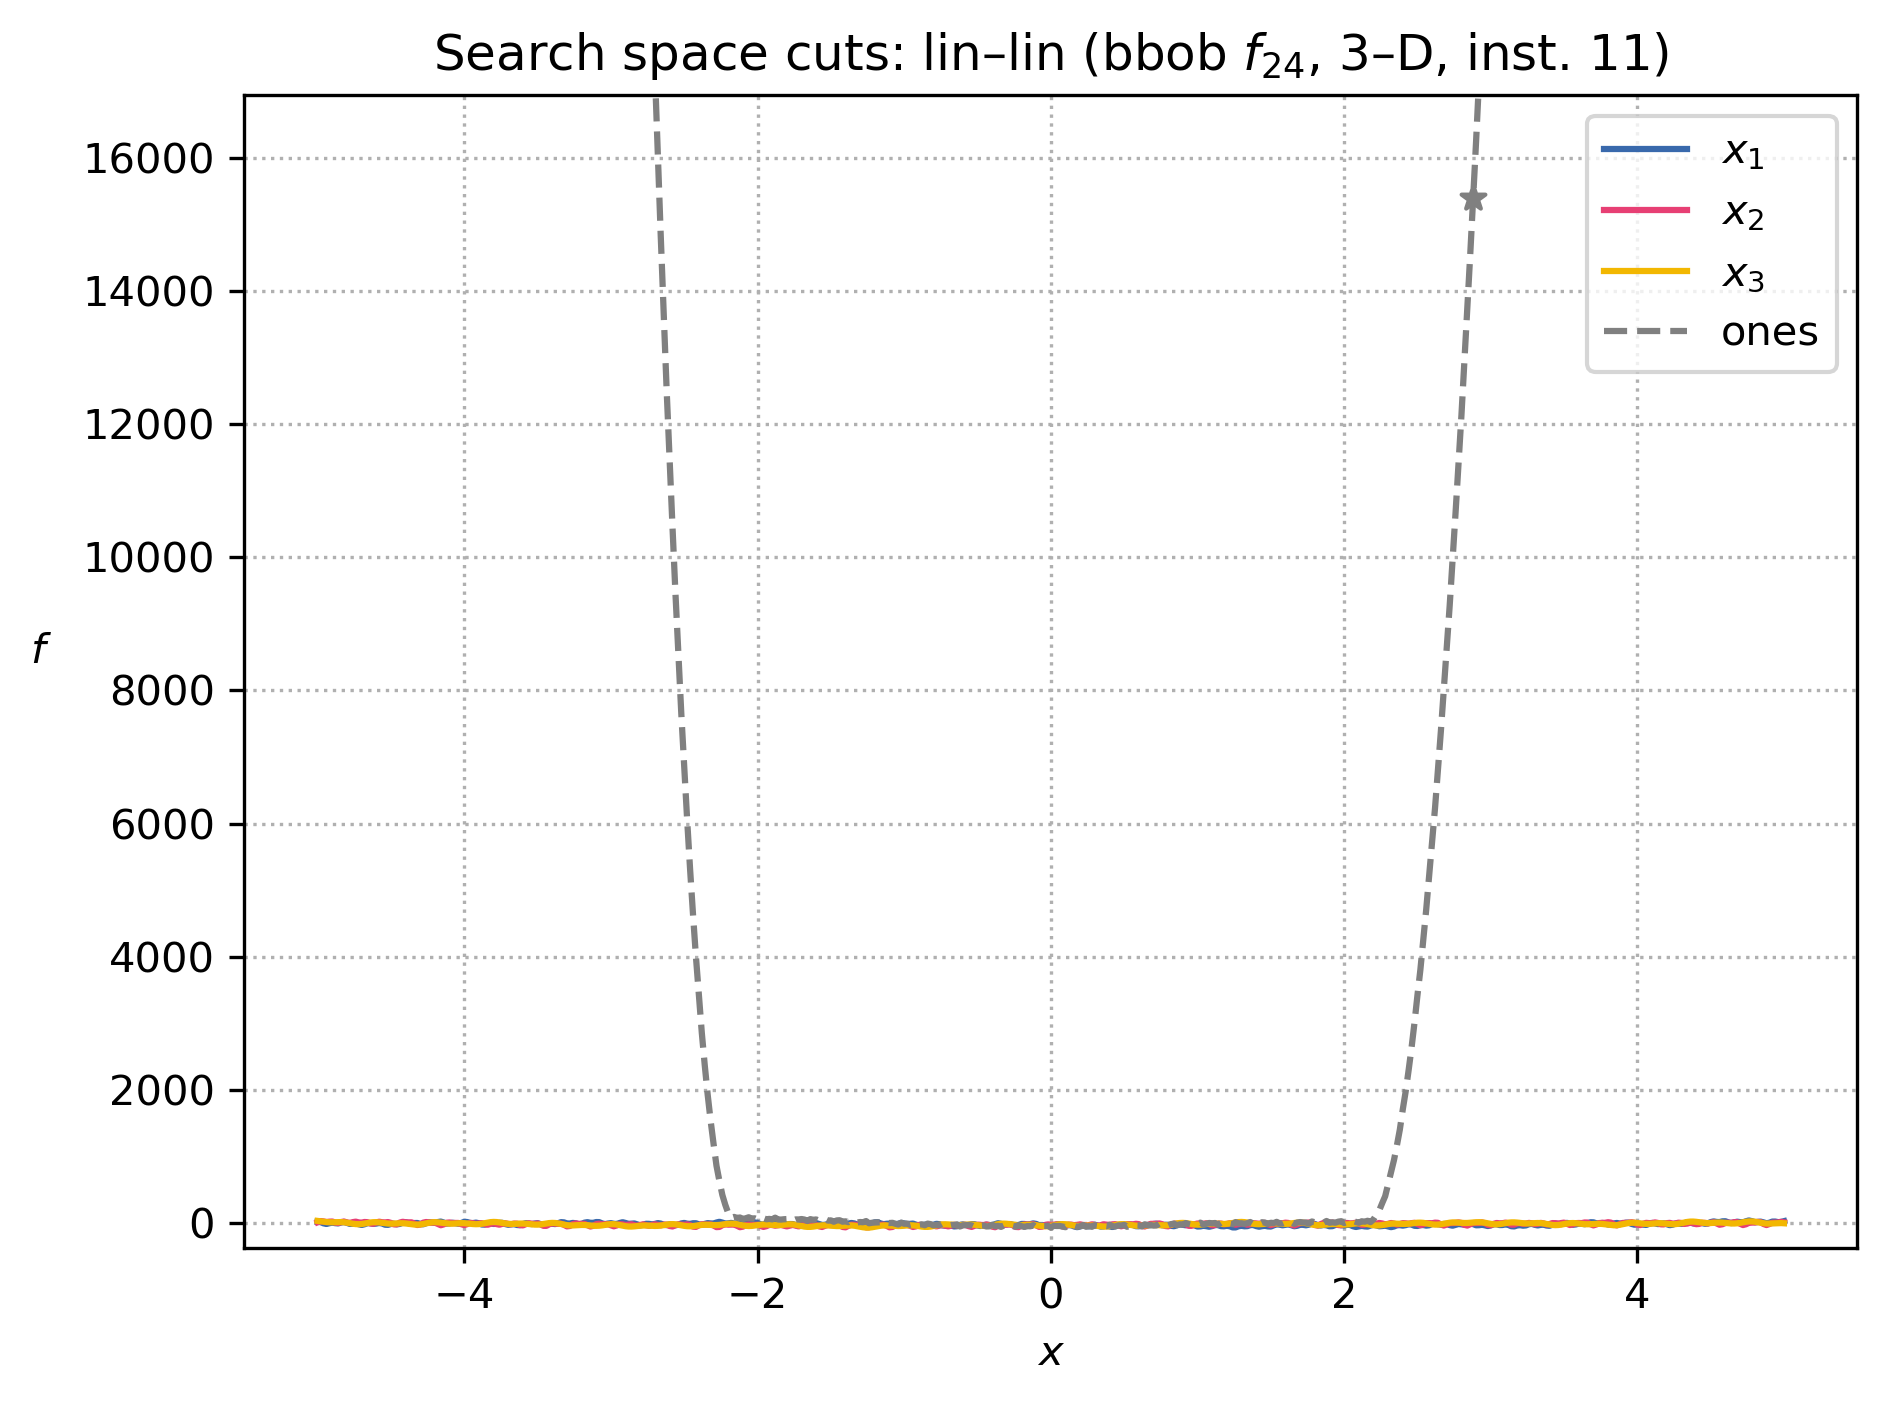 Search space cuts: lin–lin (bbob f24, 3–D, inst. 11)
16000
14000
12000
10000
8000
6000
4000
2000
0
f
−4
−2
0
2
4
x
x1
x2
x3
ones